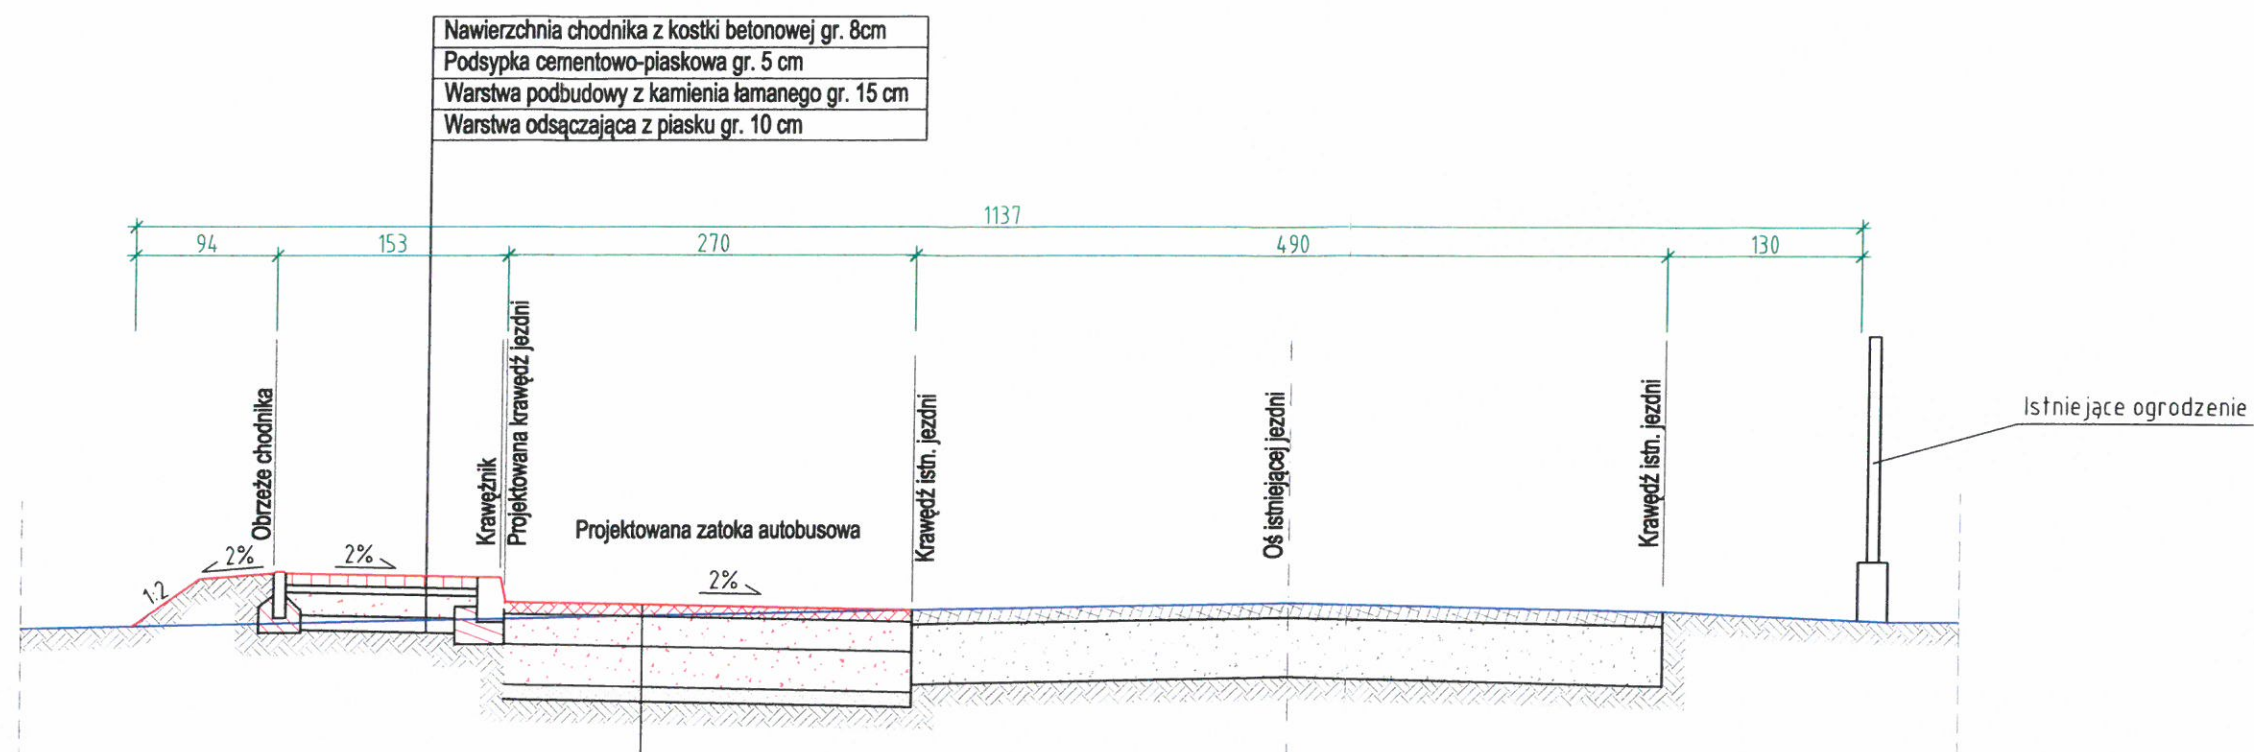 Nawierzchnia chodnika z kostki betonowej gr. 8cm
Podsypka cementowo-piaskowa gr. 5 cm
Warstwa podbudowy z kamienia łamanego gr. 15 cm
Warstwa odsączająca z piasku gr. 10 cm
1137
94
153
270
490
130
Obrzeże chodnika
Krawężnik
Projektowana krawędź jezdni
Krawędź istn. jezdni
Oś istniejącej jezdni
Krawędź istn. jezdni
Istniejące ogrodzenie
Projektowana zatoka autobusowa
1:2
2%
2%
2%